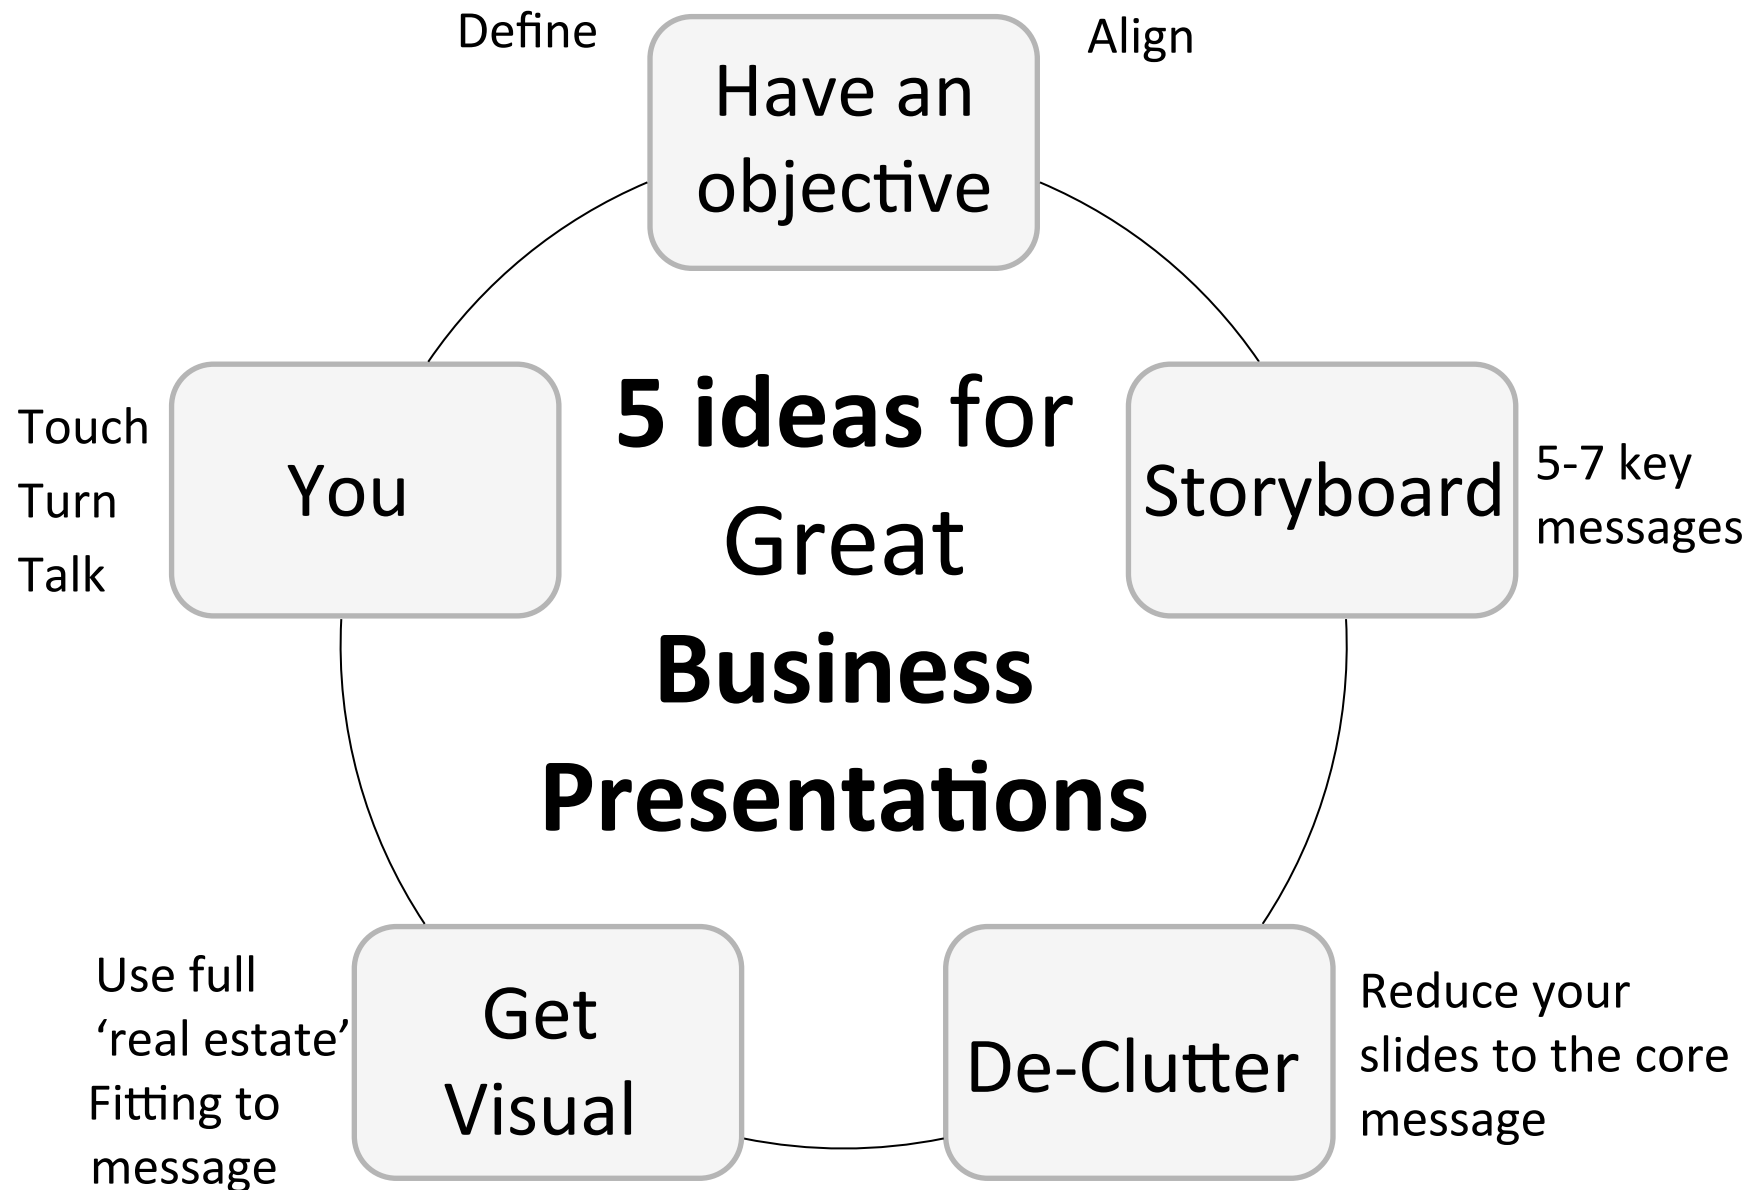 Define
Have an
objective
Align
5 ideas for
Great
Business
Presentations
Storyboard
5-7 key
messages
De-Clutter
Reduce your
slides to the core
message
Get
Visual
Use full
‘real estate’
Fitting to
message
You
Touch
Turn
Talk